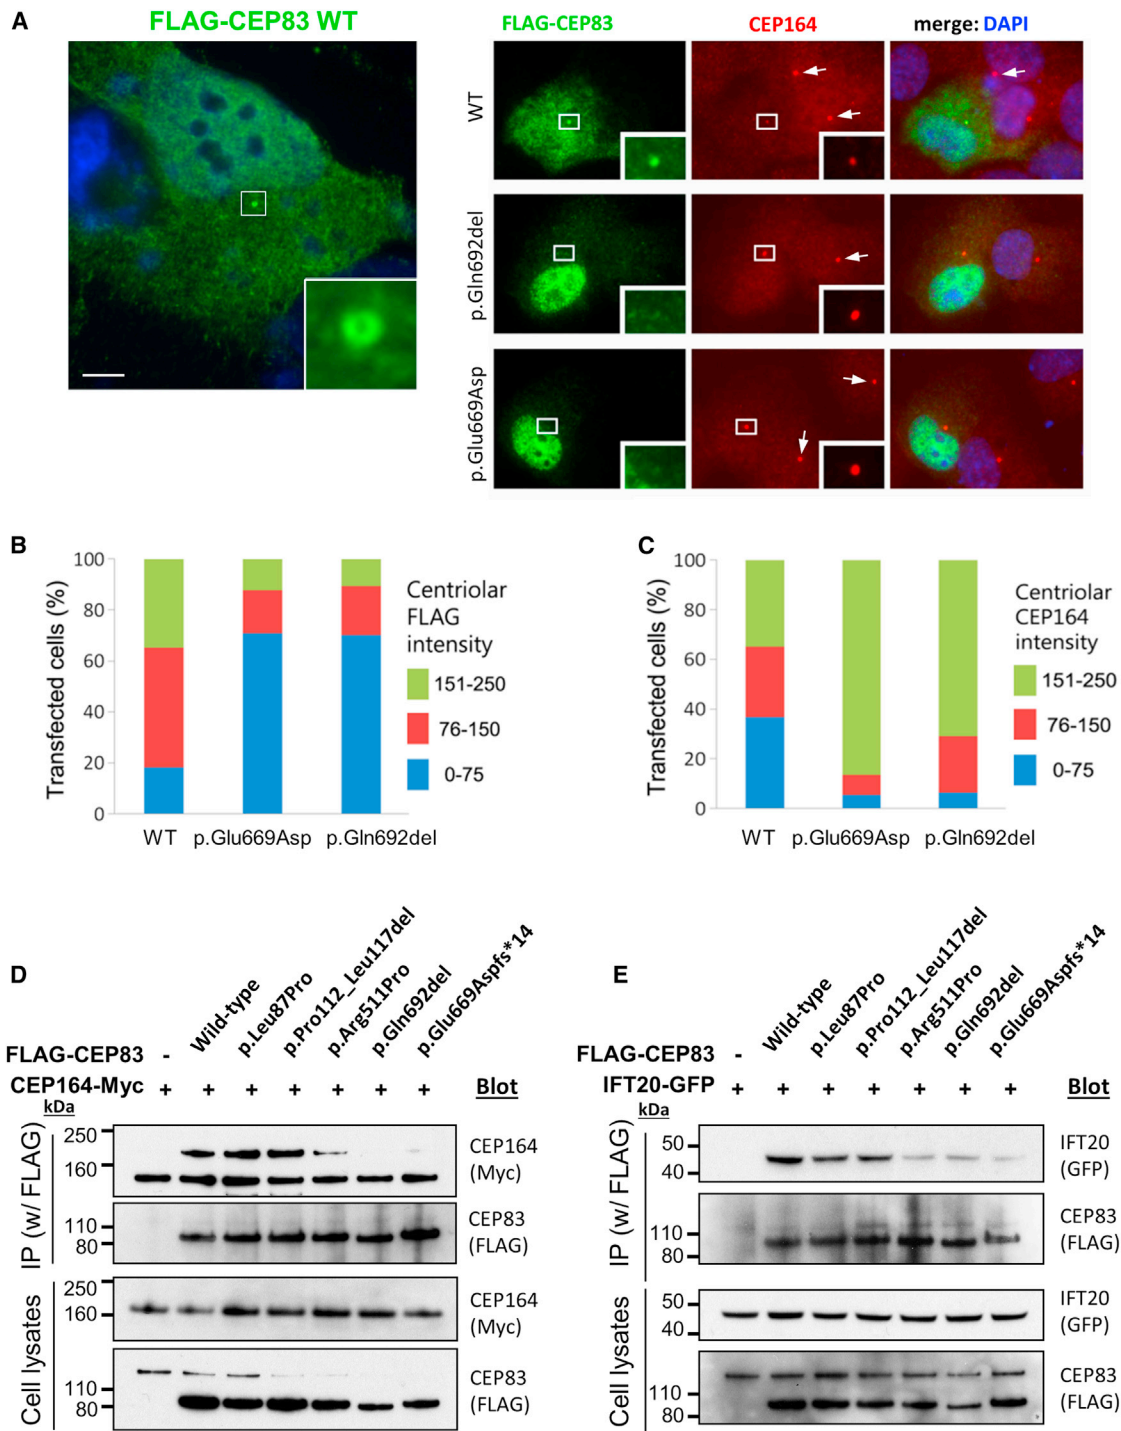 A
FLAG-CEP83 WT
FLAG-CEP83
CEP164
merge: DAPI
WT
p.Gln692del
p.Glu669Asp
B
Transfected cells (%)
100
80
60
40
20
0
WT
p.Glu669Asp
p.Gln692del
Centriolar
FLAG
intensity
151-250
76-150
0-75
C
Transfected cells (%)
100
80
60
40
20
0
WT
p.Glu669Asp
p.Gln692del
Centriolar
CEP164
intensity
151-250
76-150
0-75
D
FLAG-CEP83
-
Wild-type
p.Leu87Pro
p.Pro112_Leu117del
p.Arg511Pro
p.Gln692del
p.Glu669Aspfs*14
CEP164-Myc
+ + + + + + +
Blot
kDa
IP (w/ FLAG)
250
160
CEP164
(Myc)
110
80
CEP83
(FLAG)
Cell lysates
250
160
CEP164
(Myc)
110
80
CEP83
(FLAG)
E
FLAG-CEP83
-
Wild-type
p.Leu87Pro
p.Pro112_Leu117del
p.Arg511Pro
p.Gln692del
p.Glu669Aspfs*14
IFT20-GFP
+ + + + + + +
Blot
kDa
IP (w/ FLAG)
50
40
IFT20
(GFP)
110
80
CEP83
(FLAG)
Cell lysates
50
40
IFT20
(GFP)
110
80
CEP83
(FLAG)